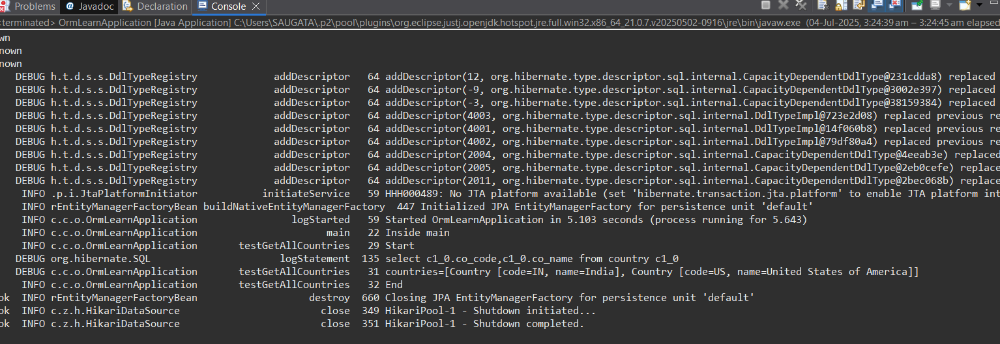 Problems @ Javadoc Declaration Console
<terminated> OrmLearnApplication [Java Application] C:\Users\SAUGATA\.p2\pool\plugins\org.eclipse.justj.openjdk.hotspot.jre.full.win32.x86_64_21.0.7.v20250502-0916\jre\bin\javaw.exe (04-Jul-2025, 3:24:39 am – 3:24:45 am elapsed
wn
nown
nown
DEBUG h.t.d.s.s.DdlTypeRegistry addDescriptor 64 addDescriptor(12, org.hibernate.type.descriptor.sql.internal.CapacityDependentDdlType@231cdda8) replaced
DEBUG h.t.d.s.s.DdlTypeRegistry addDescriptor 64 addDescriptor(-9, org.hibernate.type.descriptor.sql.internal.CapacityDependentDdlType@3002e397) replaced
DEBUG h.t.d.s.s.DdlTypeRegistry addDescriptor 64 addDescriptor(-3, org.hibernate.type.descriptor.sql.internal.CapacityDependentDdlType@38159384) replaced
DEBUG h.t.d.s.s.DdlTypeRegistry addDescriptor 64 addDescriptor(4003, org.hibernate.type.descriptor.sql.internal.DdlTypeImpl@723e2d08) replaced previous re
DEBUG h.t.d.s.s.DdlTypeRegistry addDescriptor 64 addDescriptor(4001, org.hibernate.type.descriptor.sql.internal.DdlTypeImpl@14f060b8) replaced previous re
DEBUG h.t.d.s.s.DdlTypeRegistry addDescriptor 64 addDescriptor(4002, org.hibernate.type.descriptor.sql.internal.DdlTypeImpl@79df80a4) replaced previous re
DEBUG h.t.d.s.s.DdlTypeRegistry addDescriptor 64 addDescriptor(2004, org.hibernate.type.descriptor.sql.internal.CapacityDependentDdlType@4eeab3e) replaced
DEBUG h.t.d.s.s.DdlTypeRegistry addDescriptor 64 addDescriptor(2005, org.hibernate.type.descriptor.sql.internal.CapacityDependentDdlType@2eb0cefe) replace
DEBUG h.t.d.s.s.DdlTypeRegistry addDescriptor 64 addDescriptor(2011, org.hibernate.type.descriptor.sql.internal.CapacityDependentDdlType@2bec068b) replace
INFO .p.i.JtaPlatformInitiator initiateService 59 HHH000489: No JTA platform available (set 'hibernate.transaction.jta.platform' to enable JTA platform int
INFO rEntityManagerFactoryBean buildNativeEntityManagerFactory 447 Initialized JPA EntityManagerFactory for persistence unit 'default'
INFO c.c.o.OrmLearnApplication logStarted 59 Started OrmLearnApplication in 5.103 seconds (process running for 5.643)
INFO c.c.o.OrmLearnApplication main 22 Inside main
INFO c.c.o.OrmLearnApplication testGetAllCountries 29 Start
DEBUG org.hibernate.SQL logStatement 135 select c1_0.co_code,c1_0.co_name from country c1_0
DEBUG c.c.o.OrmLearnApplication testGetAllCountries 31 countries=[Country [code=IN, name=India], Country [code=US, name=United States of America]]
INFO c.c.o.OrmLearnApplication testGetAllCountries 32 End
ok INFO rEntityManagerFactoryBean destroy 660 Closing JPA EntityManagerFactory for persistence unit 'default'
ok INFO c.z.h.HikariDataSource close 349 HikariPool-1 - Shutdown initiated...
ok INFO c.z.h.HikariDataSource close 351 HikariPool-1 - Shutdown completed.